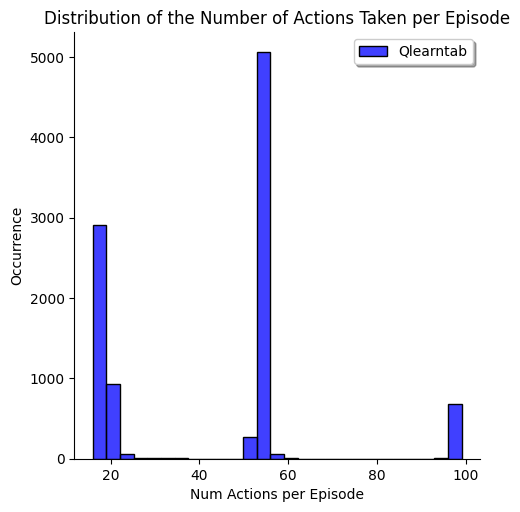 Distribution of the Number of Actions Taken per Episode
Qlearntab
5000
4000
3000
2000
1000
0
Occurrence
20 40 60 80 100
Num Actions per Episode